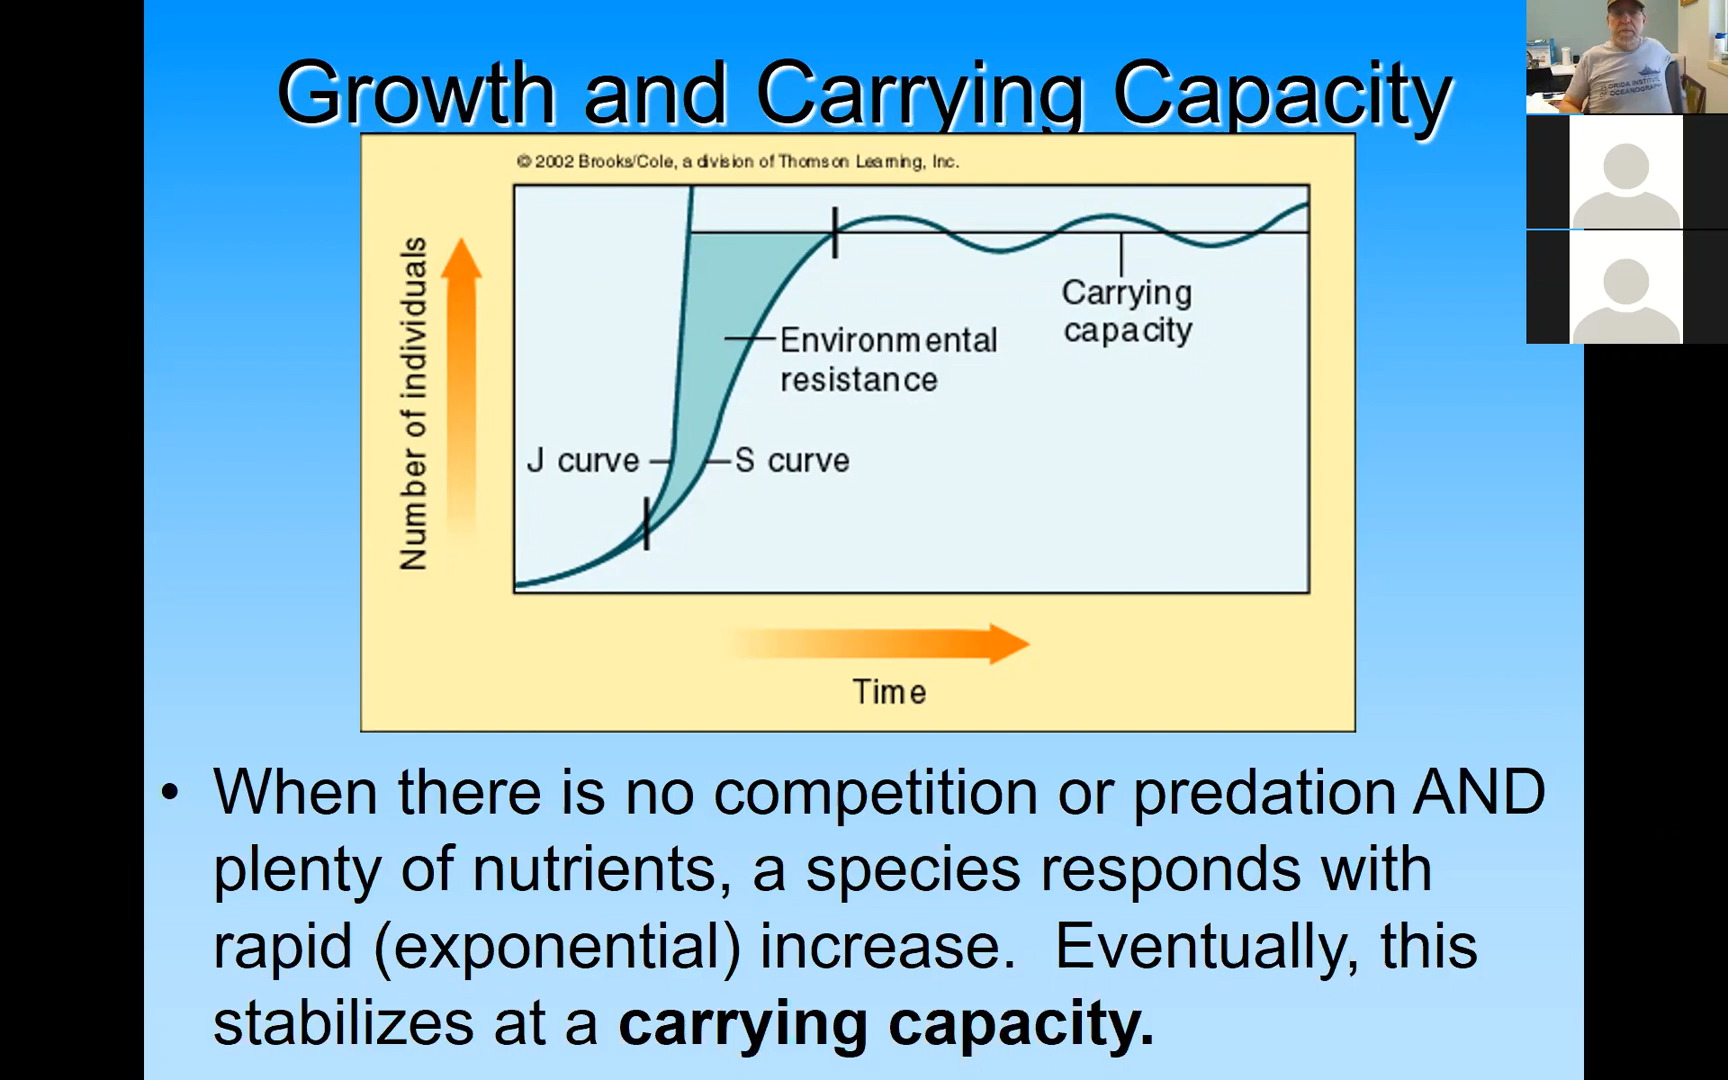 Growth and Carrying Capacity
© 2002 Brooks/Cole, a division of Thomson Learning, Inc.
Number of individuals
Carrying
capacity
Environmental
resistance
J curve
S curve
Time
• When there is no competition or predation AND
plenty of nutrients, a species responds with
rapid (exponential) increase. Eventually, this
stabilizes at a carrying capacity.